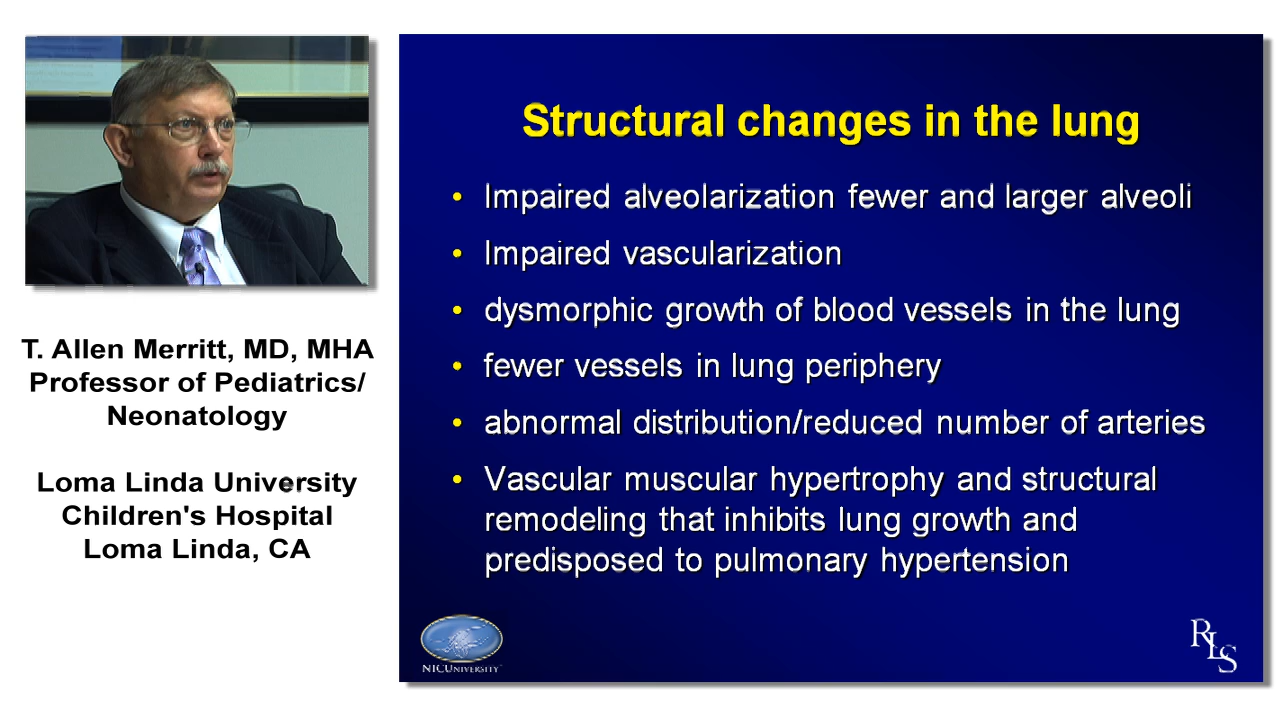 T. Allen Merritt, MD, MHA
Professor of Pediatrics/
Neonatology
Loma Linda University
Children's Hospital
Loma Linda, CA
Structural changes in the lung
• Impaired alveolarization fewer and larger alveoli
• Impaired vascularization
• dysmorphic growth of blood vessels in the lung
• fewer vessels in lung periphery
• abnormal distribution/reduced number of arteries
• Vascular muscular hypertrophy and structural
remodeling that inhibits lung growth and
predisposed to pulmonary hypertension
NICUNIVERSITY
RLS